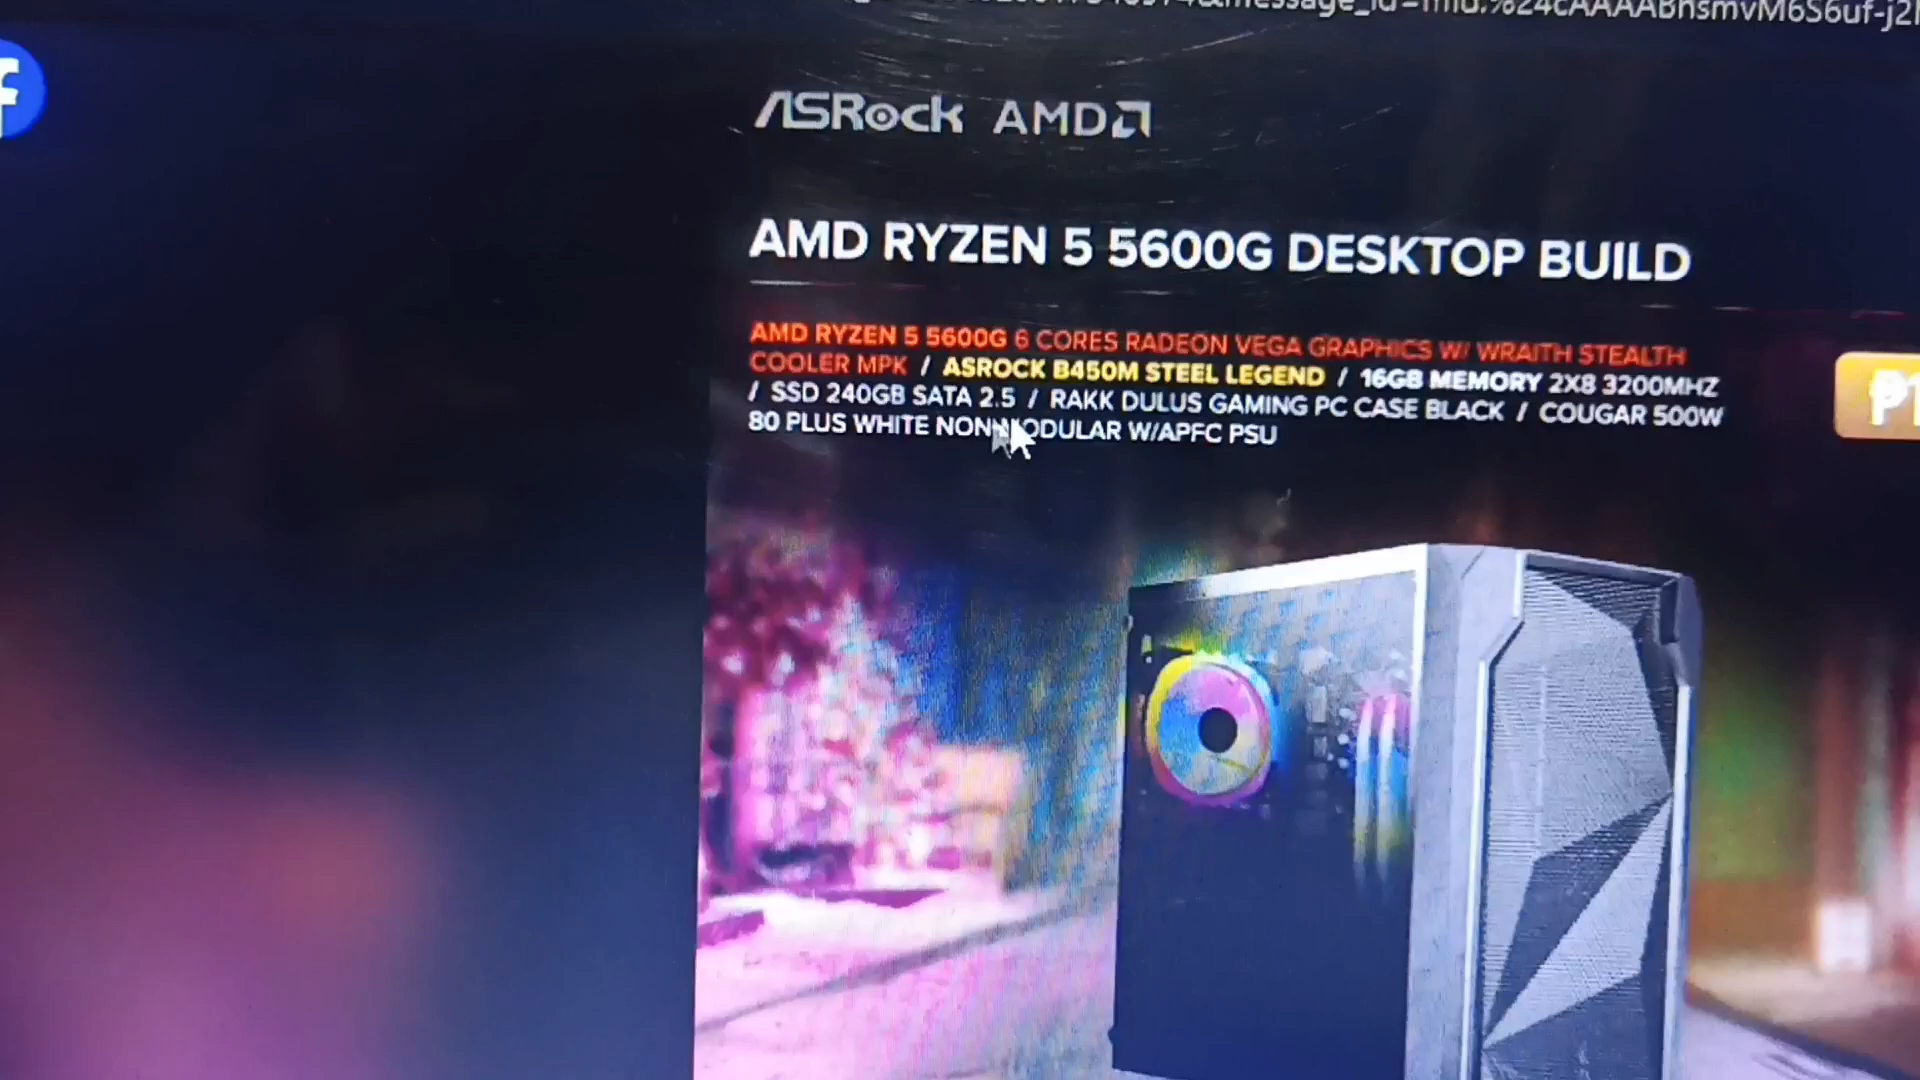 ASRock AMD
AMD RYZEN 5 5600G DESKTOP BUILD
AMD RYZEN 5 5600G 6 CORES RADEON VEGA GRAPHICS W/ WRAITH STEALTH
COOLER MPK / ASROCK B450M STEEL LEGEND / 16GB MEMORY 2X8 3200MHZ
/ SSD 240GB SATA 2.5 / RAKK DULUS GAMING PC CASE BLACK / COUGAR 500W
80 PLUS WHITE NON-MODULAR W/APFC PSU